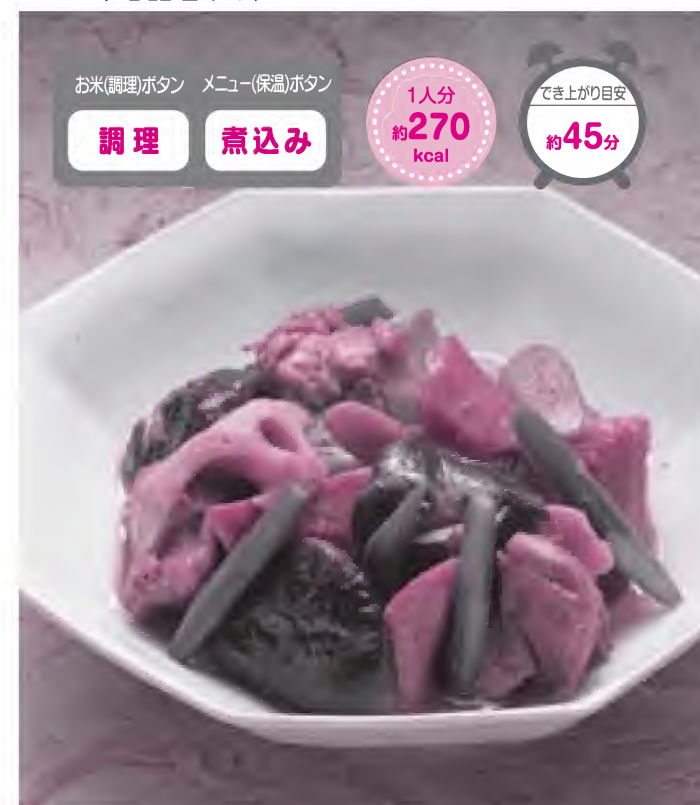 お米(調理)ボタン
調理
メニュー(保温)ボタン
煮込み
1人分
約270
kcal
でき上がり目安
約45分